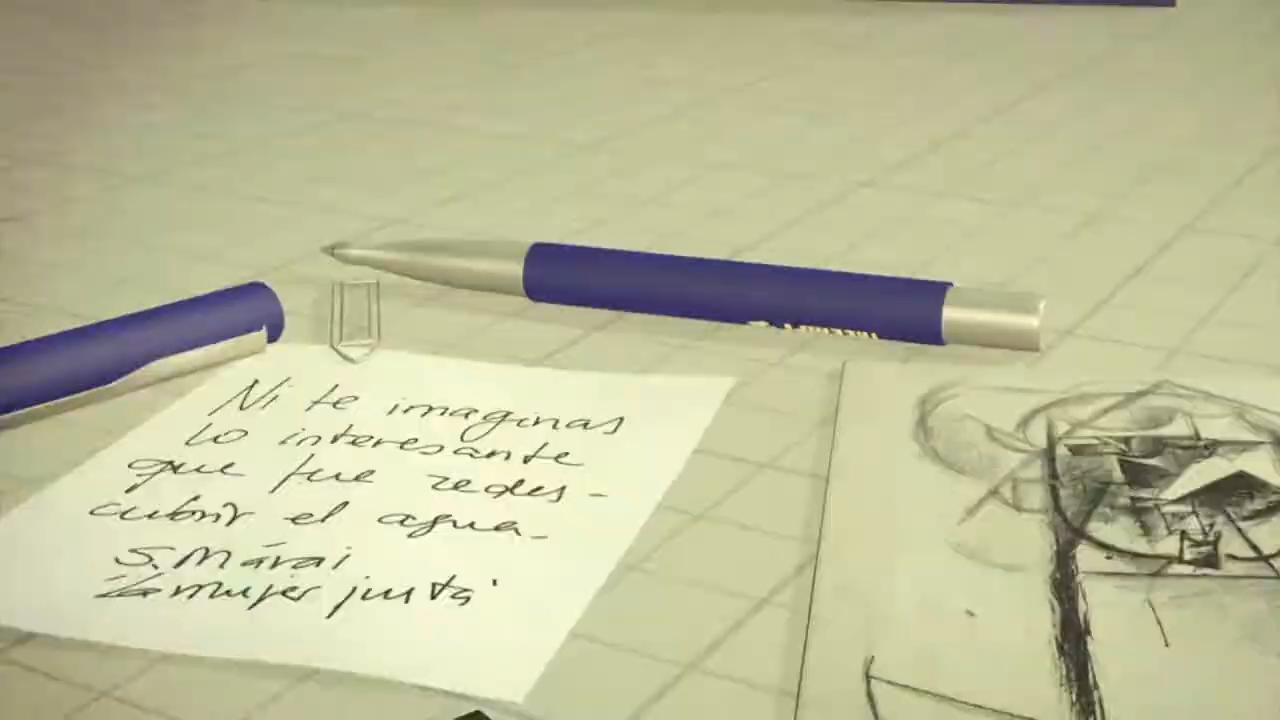 Ni te imaginas
lo interesante
que fue redes-
cubrir el agua.
S. Márai
"La mujer justa"